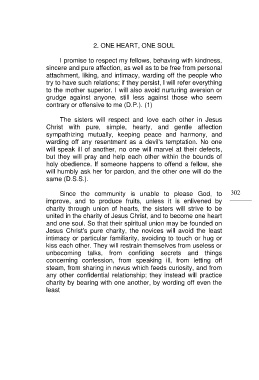 2. ONE HEART, ONE SOUL
I promise to respect my fellows, behaving with kindness,
sincere and pure affection, as well as to be free from personal
attachment, liking, and intimacy, warding off the people who
try to have such relations; if they persist, I will refer everything
to the mother superior. I will also avoid nurturing aversion or
grudge against anyone, still less against those who seem
contrary or offensive to me (D.P.). (1)
The sisters will respect and love each other in Jesus
Christ with pure, simple, hearty, and gentle affection
sympathizing mutually, keeping peace and harmony, and
warding off any resentment as a devil's temptation. No one
will speak ill of another, no one will marvel at their defects,
but they will pray and help each other within the bounds of
holy obedience. If someone happens to offend a fellow, she
will humbly ask her for pardon, and the other one will do the
same (D.S.S.).
Since the community is unable to please God, to
improve, and to produce fruits, unless it is enlivened by
charity through union of hearts, the sisters will strive to be
united in the charity of Jesus Christ, and to become one heart
and one soul. So that their spiritual union may be founded on
Jesus Christ's pure charity, the novices will avoid the least
intimacy or particular familiarity, avoiding to touch or hug or
kiss each other. They will restrain themselves from useless or
unbecoming talks, from confiding secrets and things
concerning confession, from speaking ill, from letting off
steam, from sharing in nevus which feeds curiosity, and from
any other confidential relationship; they instead will practice
charity by bearing with one another, by wording off even the
least
302